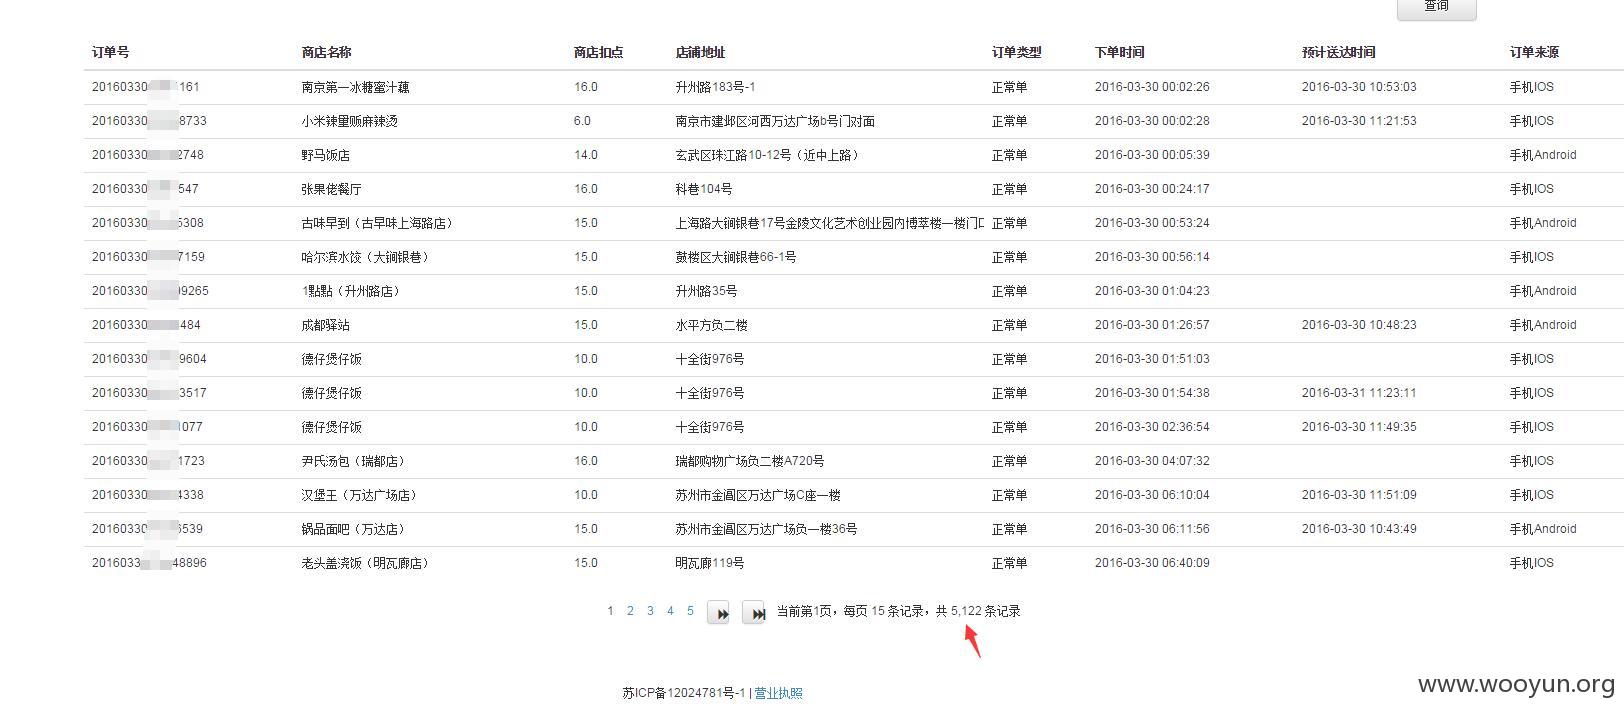 查询
订单号 商店名称 商店扣点 店铺地址 订单类型 下单时间 预计送达时间 订单来源
20160330 161 南京第一冰糖蜜汁藕 16.0 升州路183号-1 正常单 2016-03-30 00:02:26 2016-03-30 10:53:03 手机IOS
20160330 8733 小米辣里贩麻辣烫 6.0 南京市建邺区河西万达广场b号门对面 正常单 2016-03-30 00:02:28 2016-03-30 11:21:53 手机IOS
20160330 2748 野马饭店 14.0 玄武区珠江路10-12号（近中上路） 正常单 2016-03-30 00:05:39 手机Android
20160330 547 张果佬餐厅 16.0 科巷104号 正常单 2016-03-30 00:24:17 手机IOS
20160330 5308 古味早到（古早味上海路店） 15.0 上海路大锏银巷17号金陵文化艺术创业园内博萃楼一楼门口 正常单 2016-03-30 00:53:24 手机Android
20160330 7159 哈尔滨水饺（大锏银巷） 15.0 鼓楼区大锏银巷66-1号 正常单 2016-03-30 00:56:14 手机IOS
20160330 09265 1點點（升州路店） 15.0 升州路35号 正常单 2016-03-30 01:04:23 手机Android
20160330 484 成都驿站 15.0 水平方负二楼 正常单 2016-03-30 01:26:57 2016-03-30 10:48:23 手机Android
20160330 9604 德仔煲仔饭 10.0 十全街976号 正常单 2016-03-30 01:51:03 手机IOS
20160330 3517 德仔煲仔饭 10.0 十全街976号 正常单 2016-03-30 01:54:38 2016-03-31 11:23:11 手机IOS
20160330 1077 德仔煲仔饭 10.0 十全街976号 正常单 2016-03-30 02:36:54 2016-03-30 11:49:35 手机IOS
20160330 1723 尹氏汤包（瑞都店） 16.0 瑞都购物广场负二楼A720号 正常单 2016-03-30 04:07:32 手机IOS
20160330 4338 汉堡王（万达广场店） 10.0 苏州市金阊区万达广场C座一楼 正常单 2016-03-30 06:10:04 2016-03-30 11:51:09 手机IOS
20160330 6539 锅品面吧（万达店） 15.0 苏州市金阊区万达广场负一楼36号 正常单 2016-03-30 06:11:56 2016-03-30 10:43:49 手机Android
2016033 48896 老头盖浇饭（明瓦廊店） 15.0 明瓦廊119号 正常单 2016-03-30 06:40:09 手机IOS
1 2 3 4 5 当前第1页，每页 15 条记录，共 5,122 条记录
苏ICP备12024781号-1 | 营业执照
www.wooyun.org